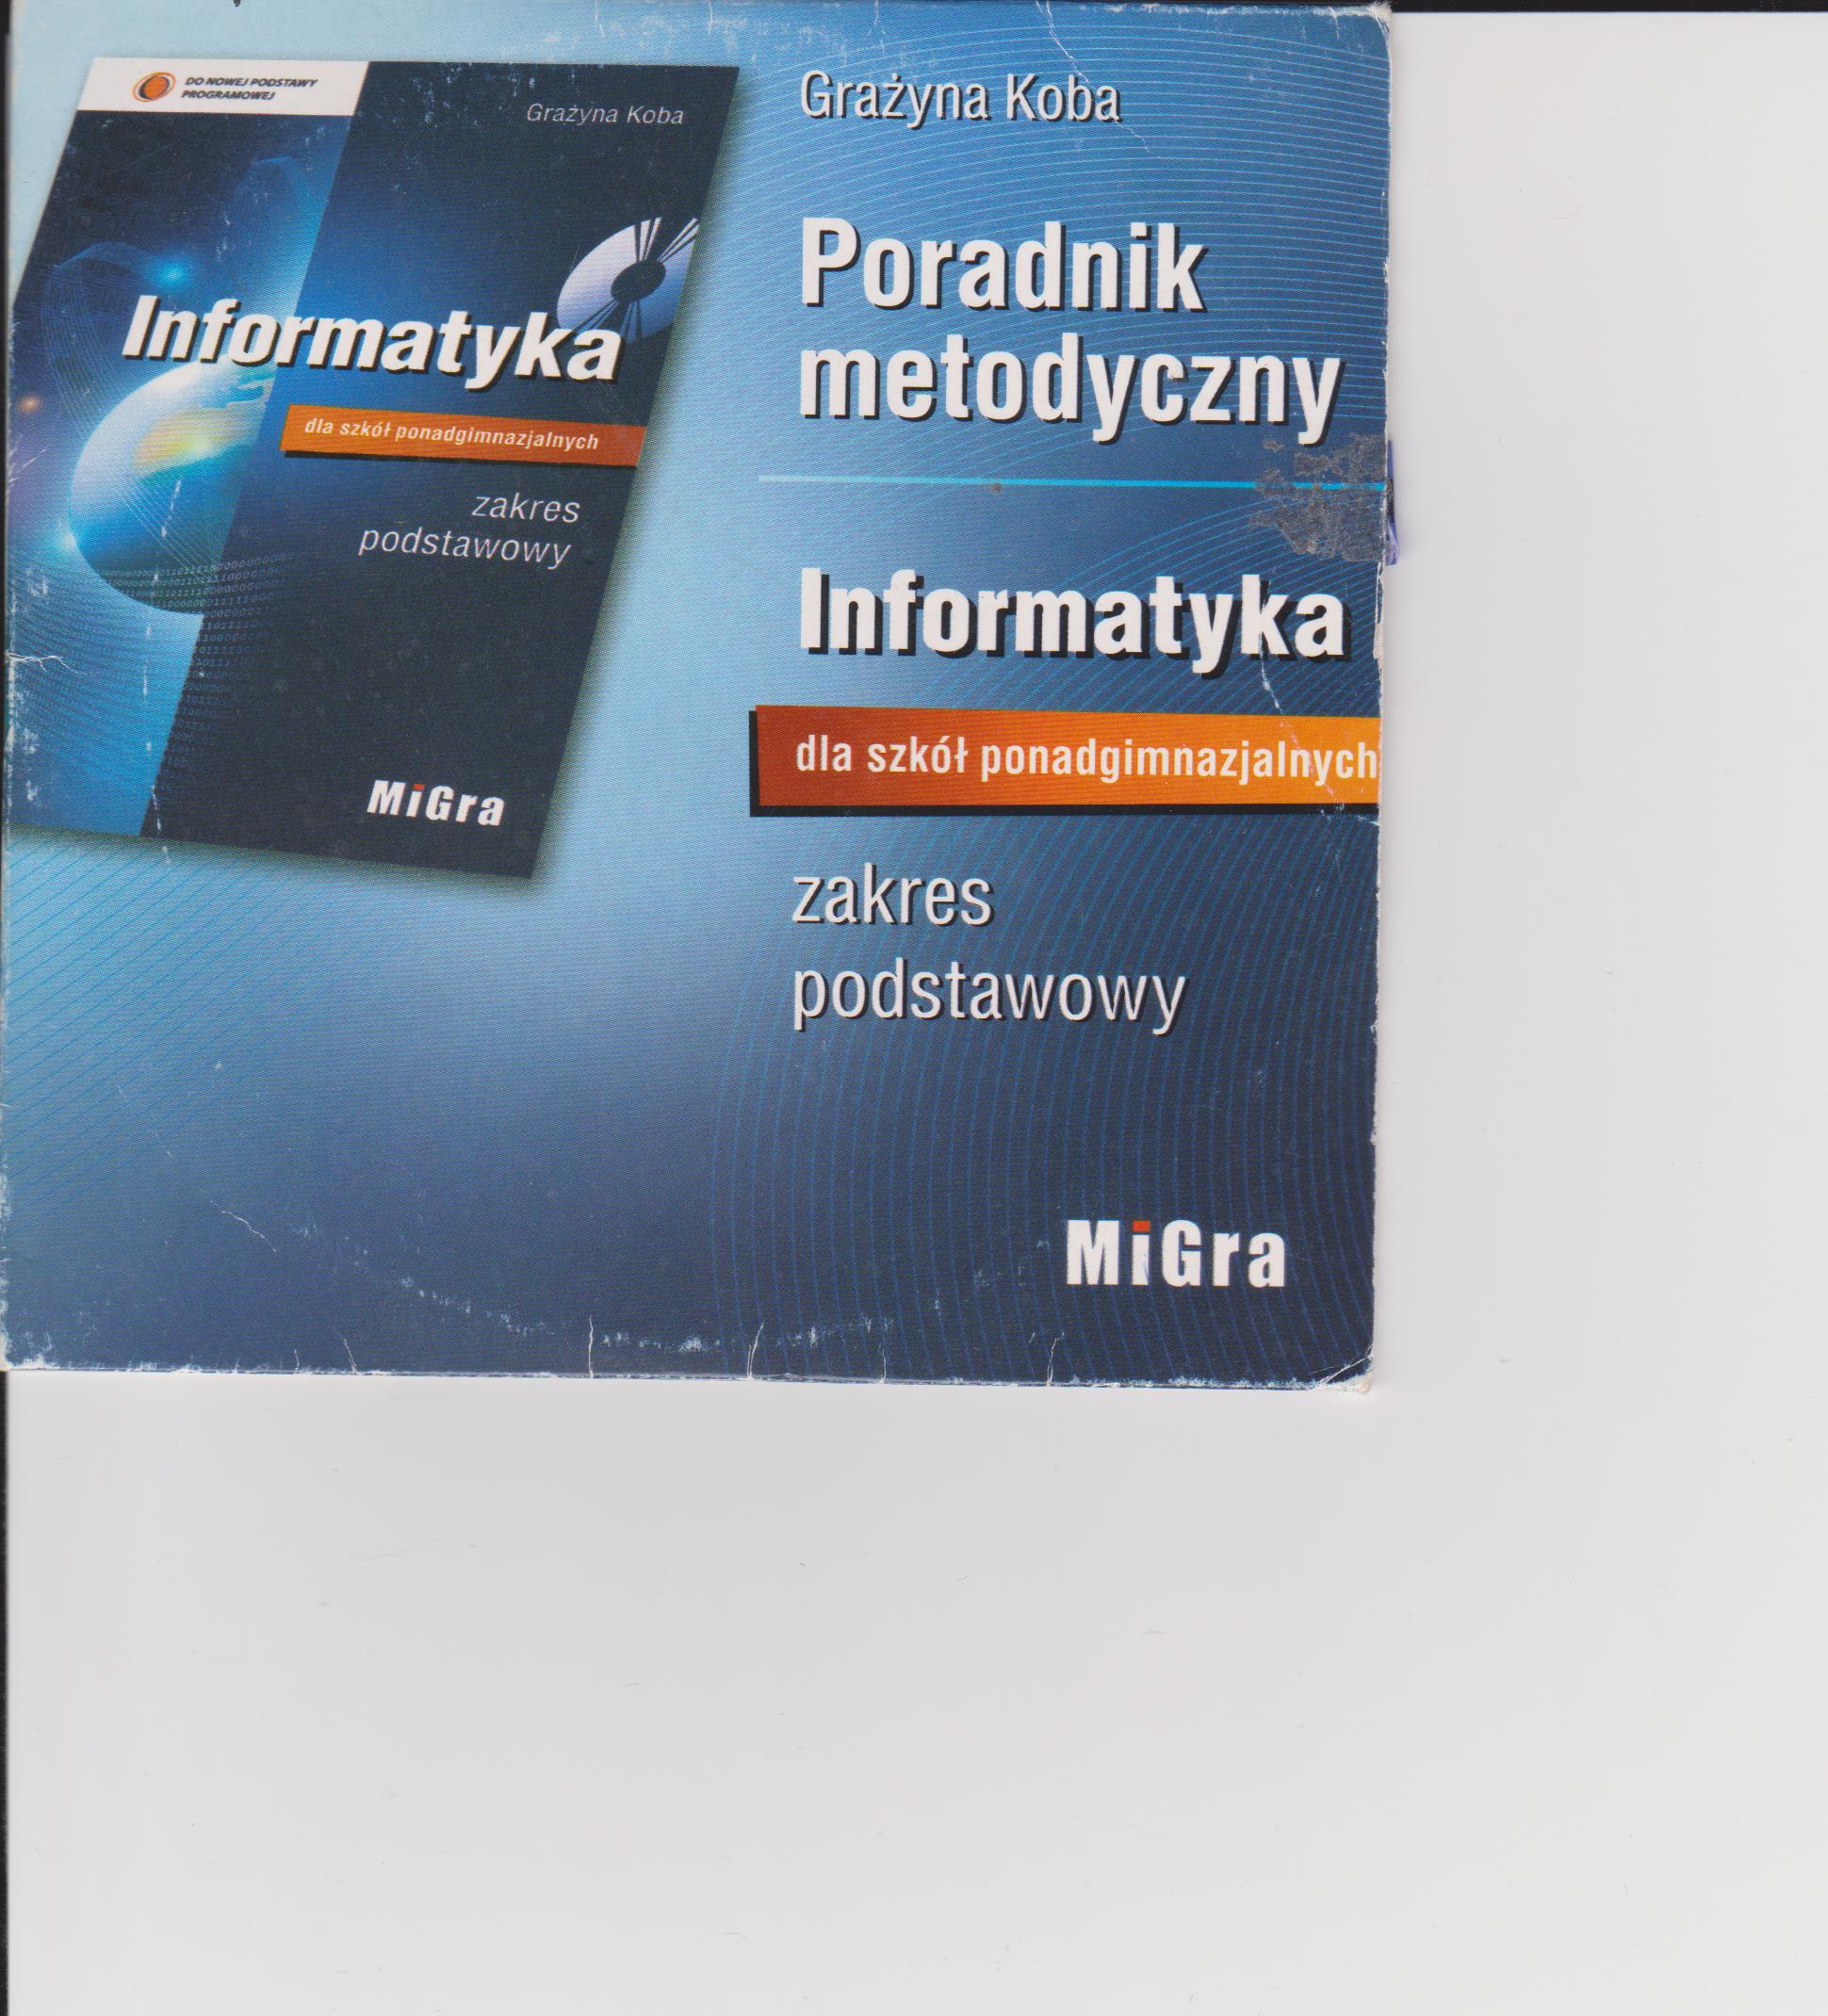 DO NOWEJ PODSTAWY
PROGRAMOWEJ
Grażyna Koba
Informatyka
dla szkół ponadgimnazjalnych
zakres
podstawowy
MiGra
Grażyna Koba
Poradnik
metodyczny
Informatyka
dla szkół ponadgimnazjalnych
zakres
podstawowy
MiGra